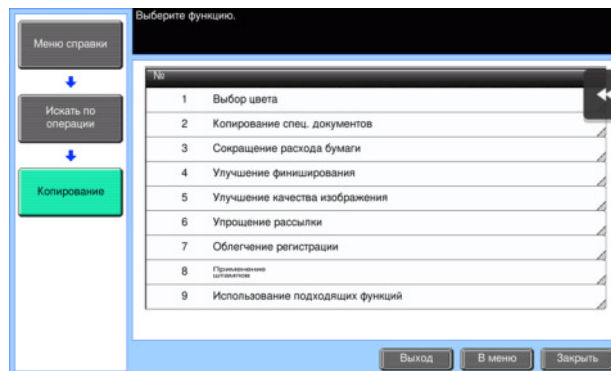 Выберите функцию.
Меню справки
Искать по
операции
Копирование
№
1 Выбор цвета
2 Копирование спец. документов
3 Сокращение расхода бумаги
4 Улучшение финиширования
5 Улучшение качества изображения
6 Упрощение рассылки
7 Облегчение регистрации
8 Применение
штампов
9 Использование подходящих функций
Выход
В меню
Закрыть